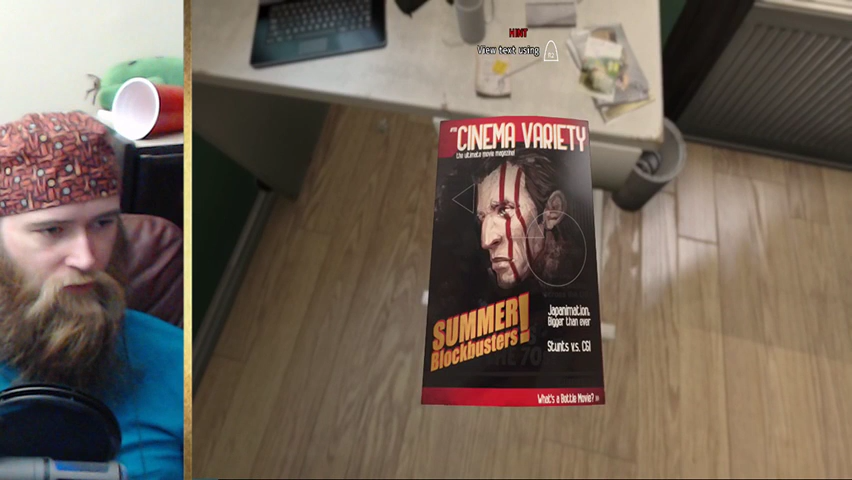 HINT
View text using R2
CINEMA VARIETY
the ultimate movie magazine!
SUMMER!
Blockbusters
Japanimation,
Bigger than ever
Stunts v.s. CGI
What's a Bottle Movie?